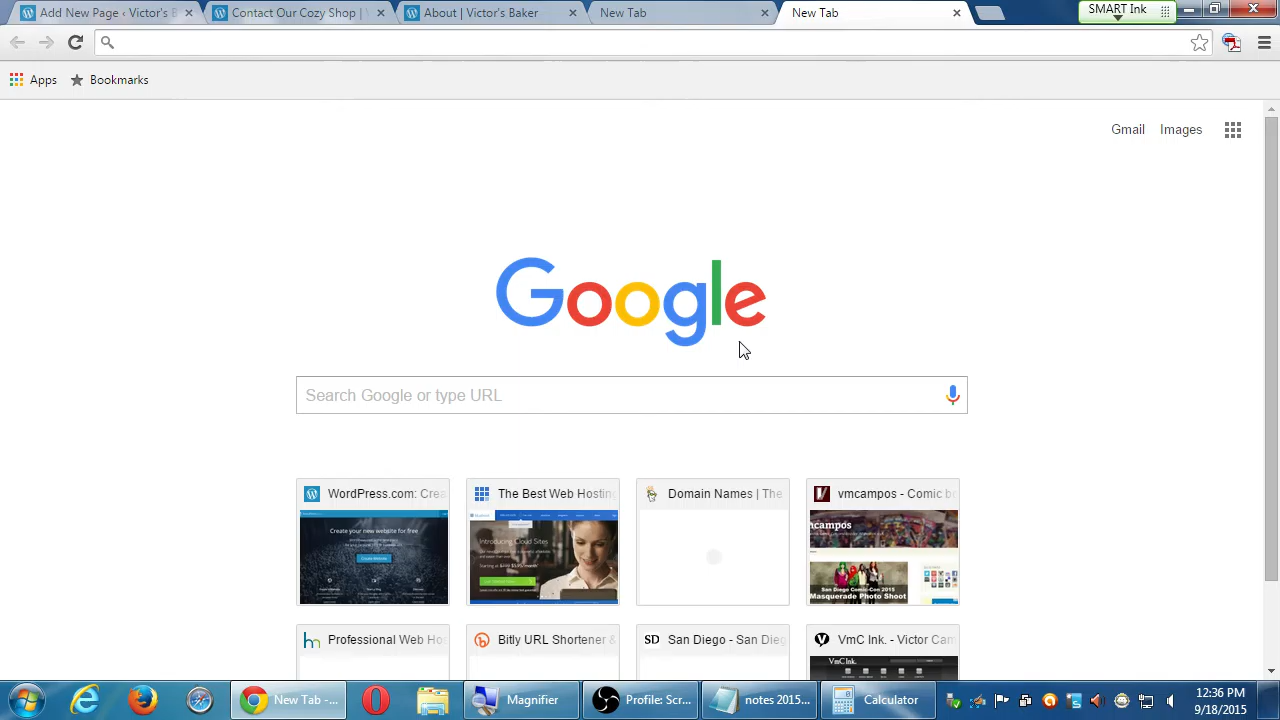 Add New Page · Victor's B
Contact Our Cozy Shop | V
About | Victor's Baker
New Tab
New Tab
SMART Ink
Apps
Bookmarks
Gmail
Images
Google
Search Google or type URL
WordPress.com: Crea
The Best Web Hosting
Domain Names | The
vmcampos - Comic b
Create your new website for free
Introducing Cloud Sites
mcampos
San Diego Comic-Con 2015
Masquerade Photo Shoot
Professional Web Ho
Bitly URL Shortener &
SD
San Diego - San Dieg
VmC Ink. - Victor Cam
VmC Ink.
New Tab -...
Magnifier
Profile: Scr...
notes 2015...
Calculator
12:36 PM
9/18/2015